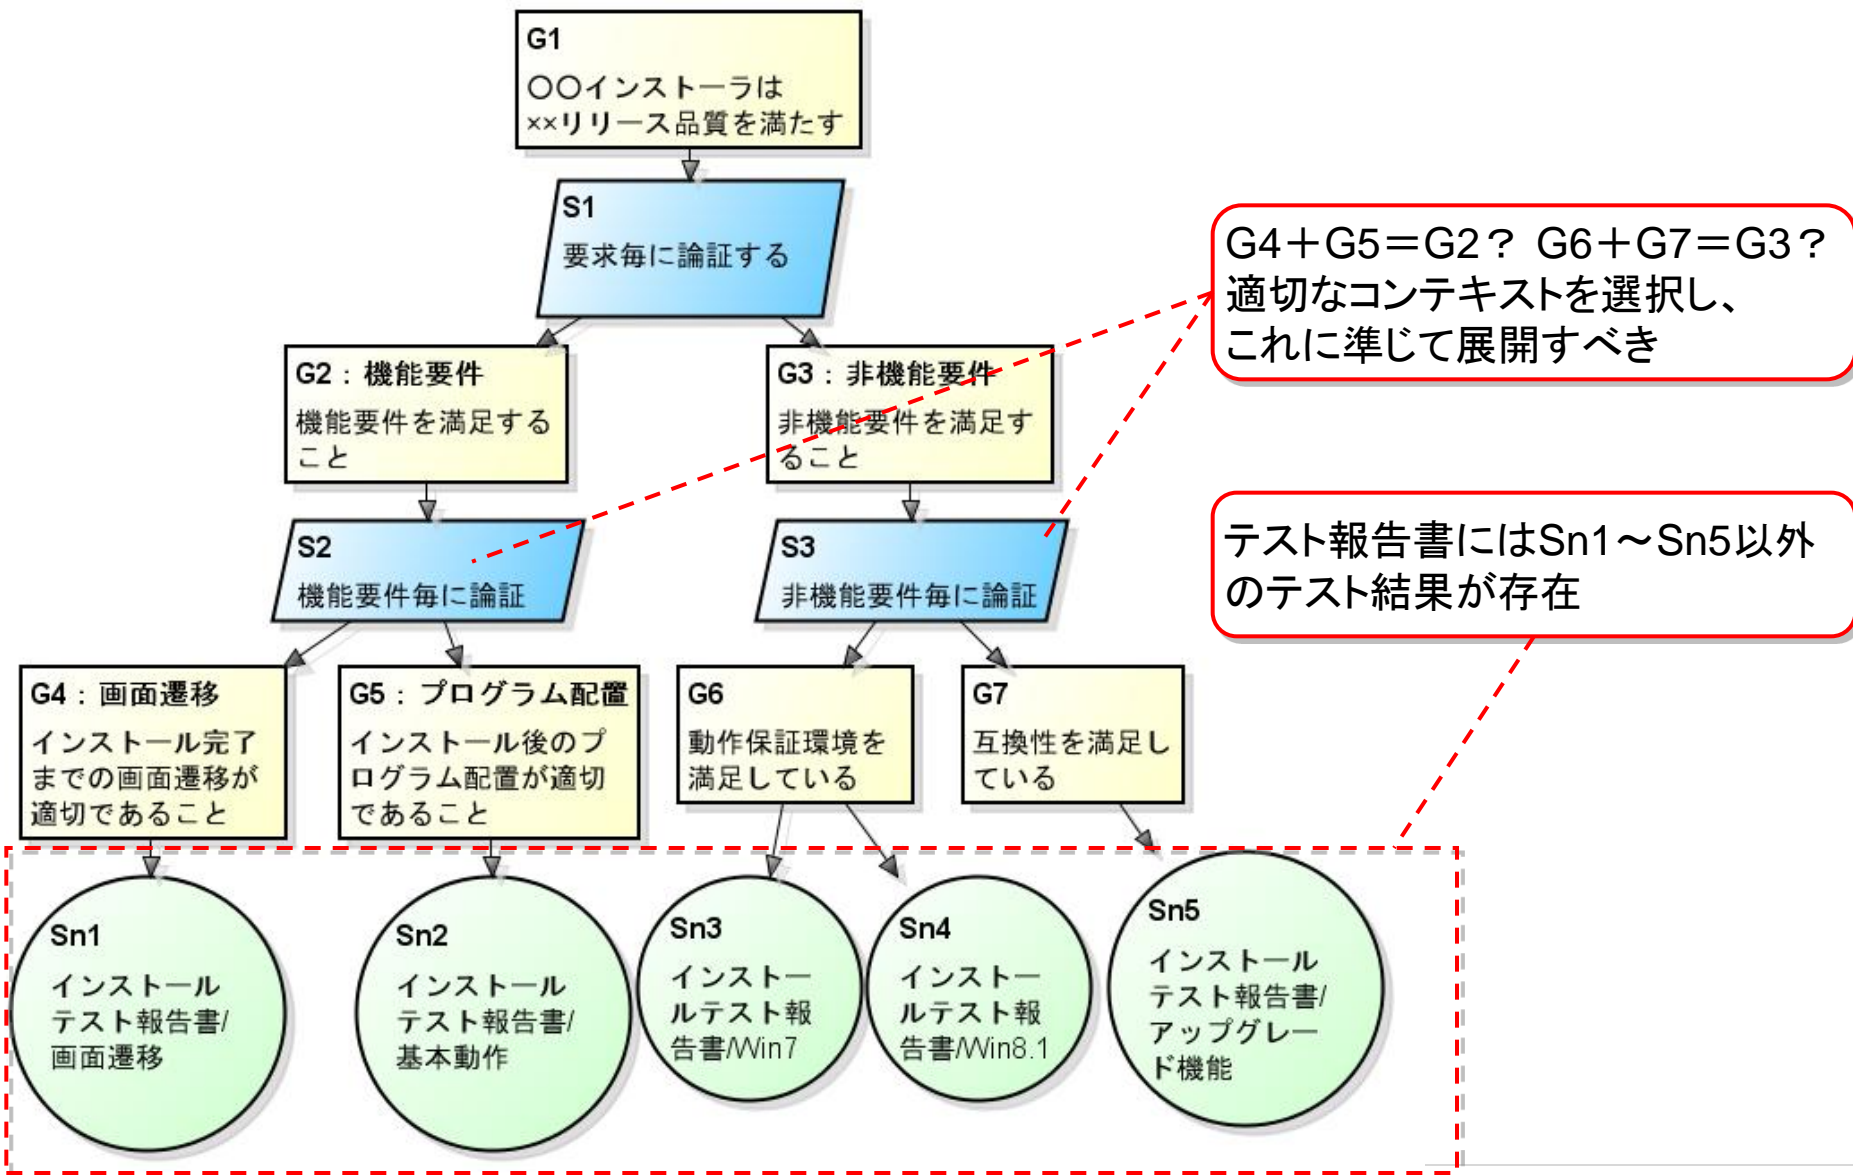 G1
〇〇インストーラは
××リリース品質を満たす
S1
要求毎に論証する
G4＋G5＝G2？ G6＋G7＝G3？
適切なコンテキストを選択し、
これに準じて展開すべき
G2：機能要件
機能要件を満足する
こと
G3：非機能要件
非機能要件を満足す
ること
S2
機能要件毎に論証
S3
非機能要件毎に論証
テスト報告書にはSn1～Sn5以外
のテスト結果が存在
G4：画面遷移
インストール完了
までの画面遷移が
適切であること
G5：プログラム配置
インストール後のプ
ログラム配置が適切
であること
G6
動作保証環境を
満足している
G7
互換性を満足し
ている
Sn1
インストール
テスト報告書/
画面遷移
Sn2
インストール
テスト報告書/
基本動作
Sn3
インストー
ルテスト報
告書/Win7
Sn4
インストー
ルテスト報
告書/Win8.1
Sn5
インストール
テスト報告書/
アップグレー
ド機能